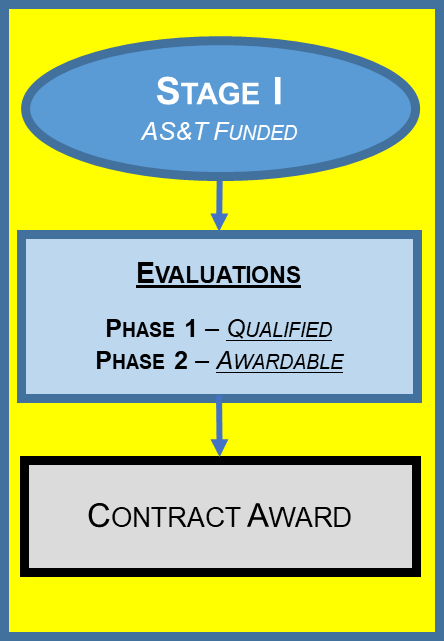 STAGE I
AS&T FUNDED
EVALUATIONS
PHASE 1 – QUALIFIED
PHASE 2 – AWARDABLE
CONTRACT AWARD